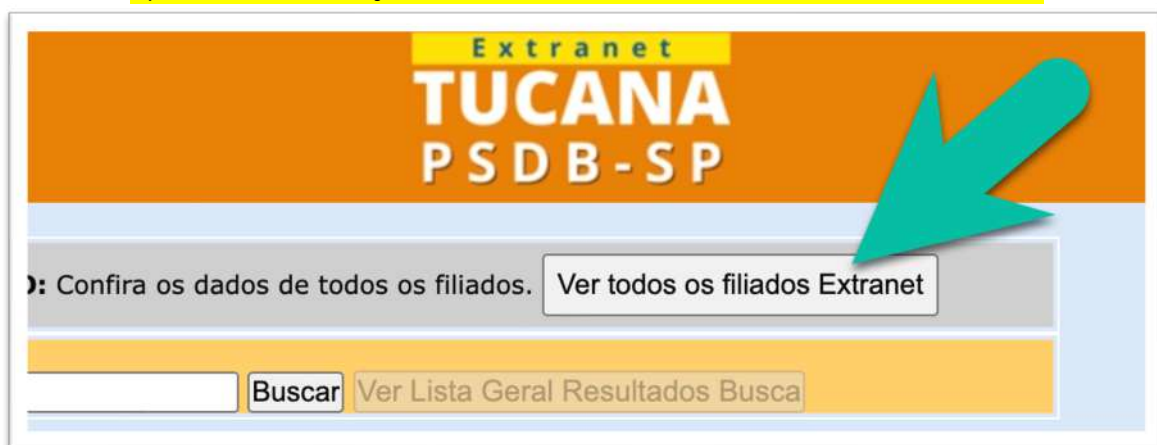 Extranet
TUCANA
PSDB-SP
: Confira os dados de todos os filiados. Ver todos os filiados Extranet
Buscar Ver Lista Geral Resultados Busca